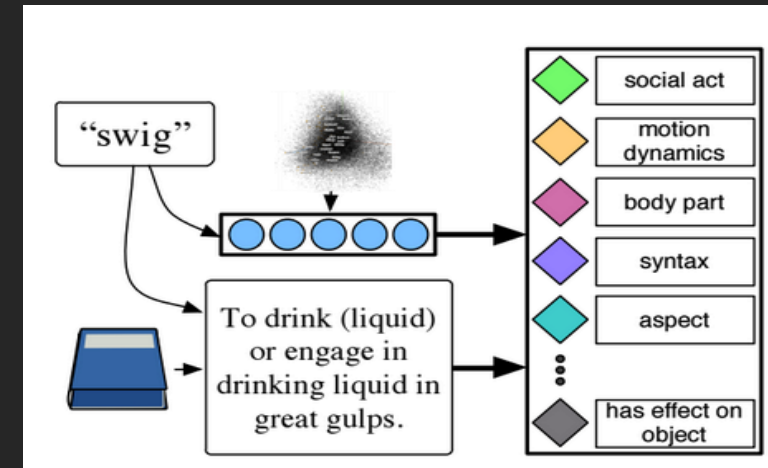 “swig”
To drink (liquid)
or engage in
drinking liquid in
great gulps.
social act
motion
dynamics
body part
syntax
aspect
has effect on
object